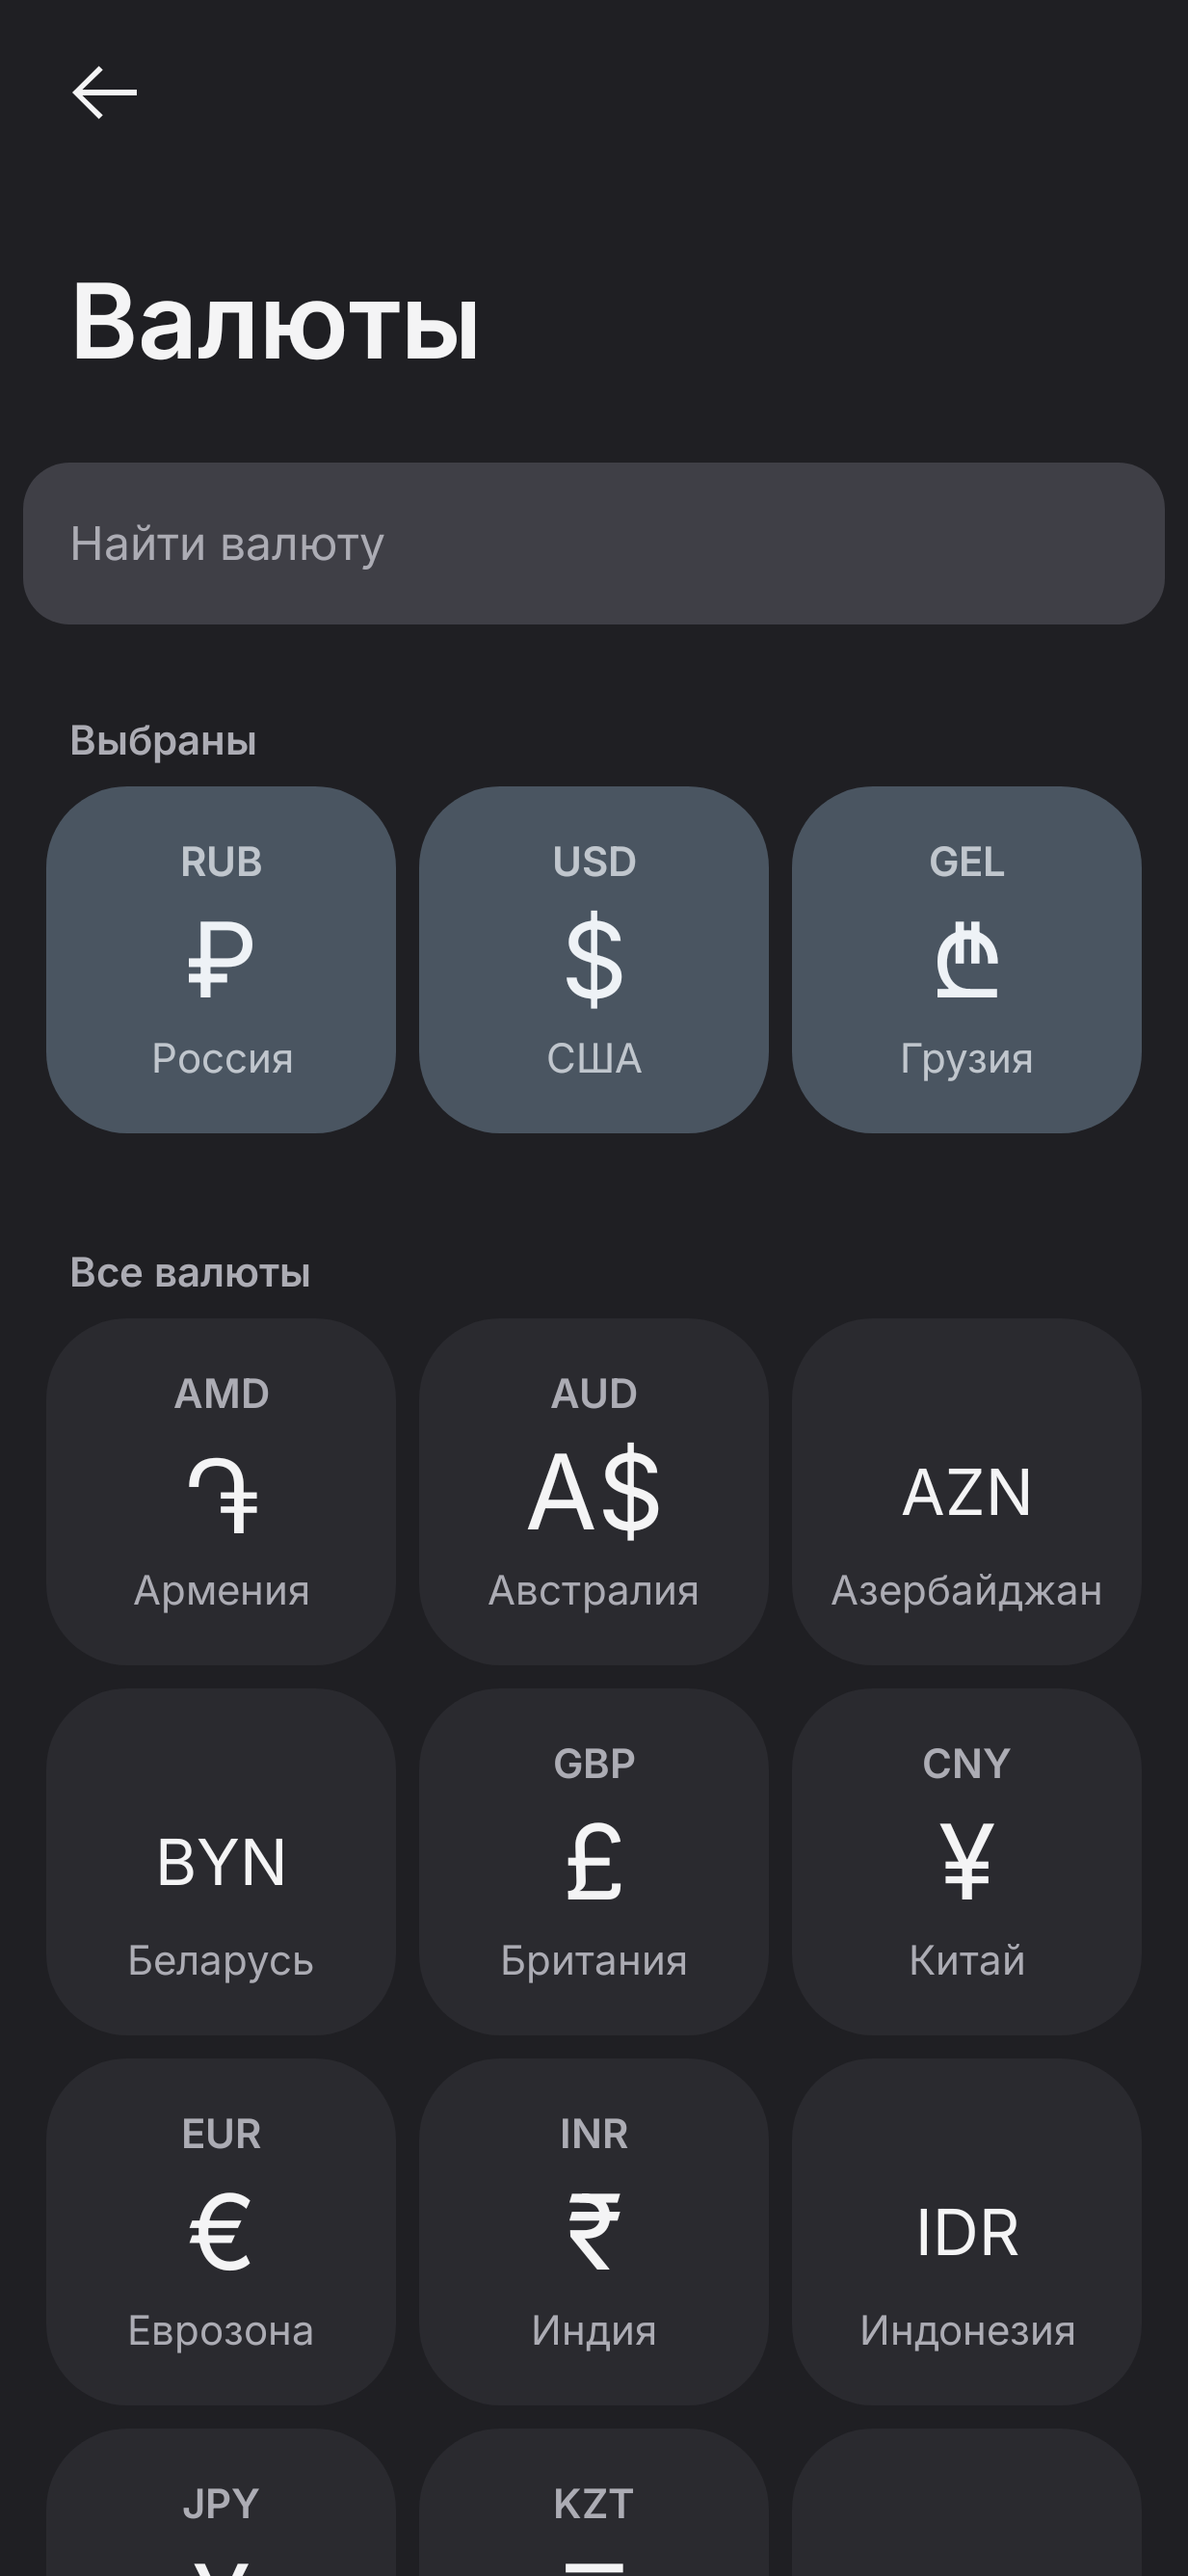 Валюты
Найти валюту
Выбраны
RUB USD GEL
₽ $ ₾
Россия США Грузия
Все валюты
AMD AUD
֏ A$ AZN
Армения Австралия Азербайджан
GBP CNY
BYN £ ¥
Беларусь Британия Китай
EUR INR
€ ₹ IDR
Еврозона Индия Индонезия
JPY KZT